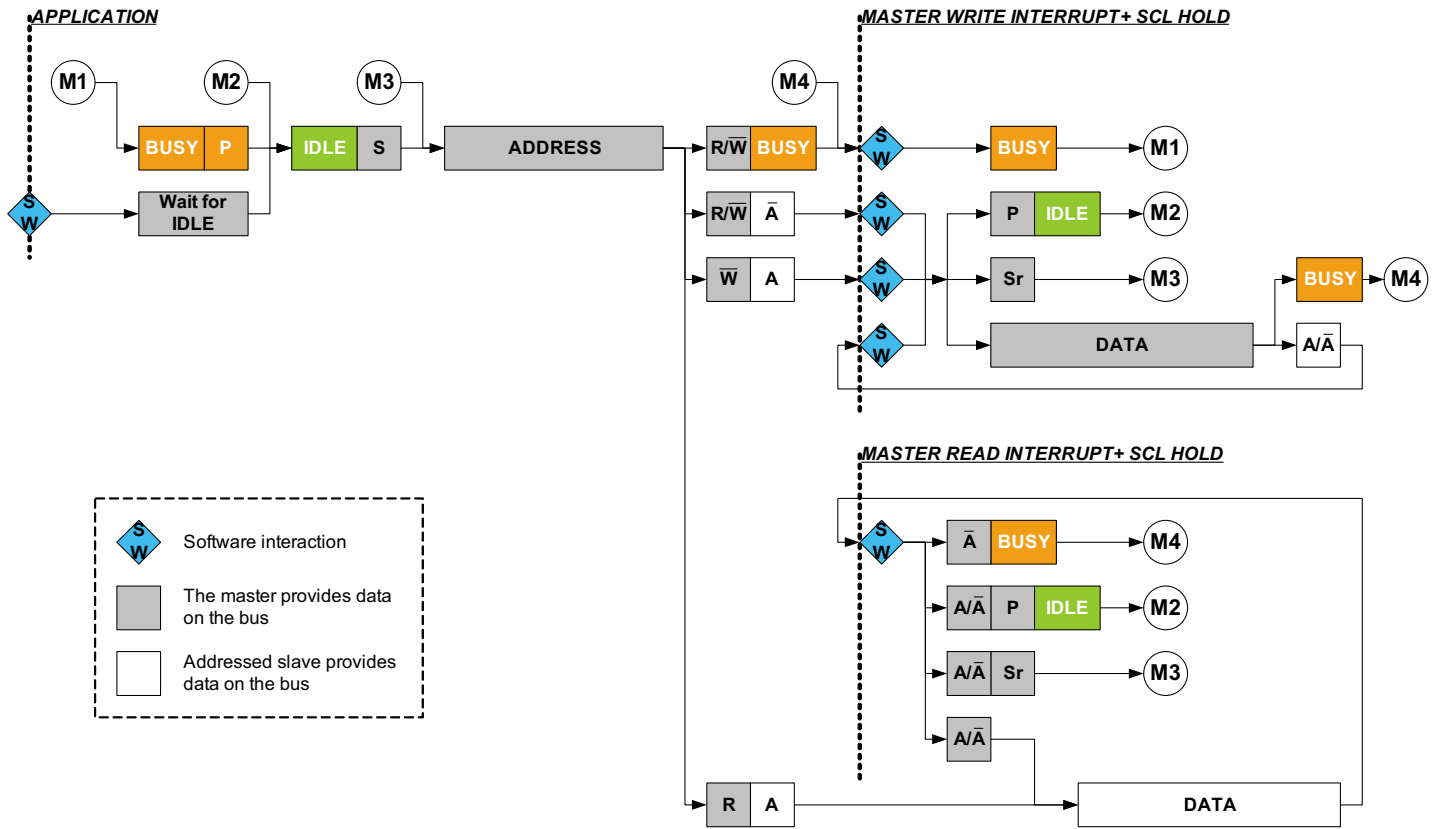 APPLICATION
MASTER WRITE INTERRUPT+ SCL HOLD
M1
M2
M3
M4
BUSY P
IDLE S
ADDRESS
R/W̅ BUSY
S
W
BUSY
M1
S
W
Wait for
IDLE
R/W̅ A̅
S
W
P IDLE
M2
W̅ A
S
W
Sr
M3
BUSY
M4
S
W
DATA
A/A̅
MASTER READ INTERRUPT+ SCL HOLD
S
W
A̅ BUSY
M4
A/A̅ P IDLE
M2
A/A̅ Sr
M3
A/A̅
R A
DATA
S
W
Software interaction
The master provides data
on the bus
Addressed slave provides
data on the bus